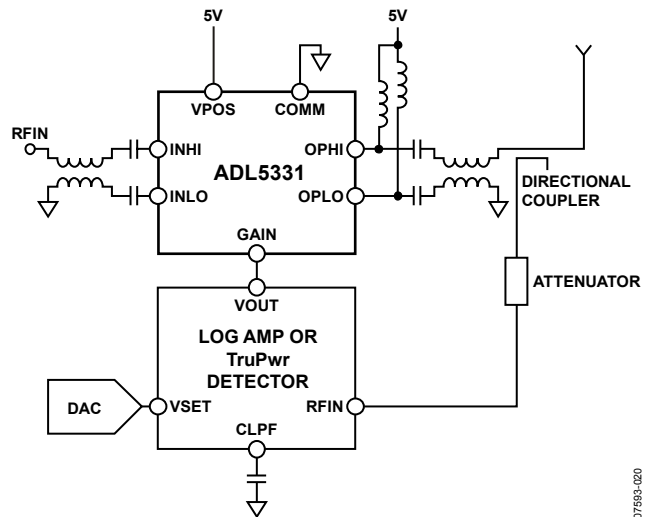 5V
5V
VPOS
COMM
RFIN
INHI
OPHI
ADL5331
INLO
OPLO
DIRECTIONAL
COUPLER
GAIN
ATTENUATOR
VOUT
LOG AMP OR
TruPwr
DETECTOR
DAC
VSET
RFIN
CLPF
07593-020